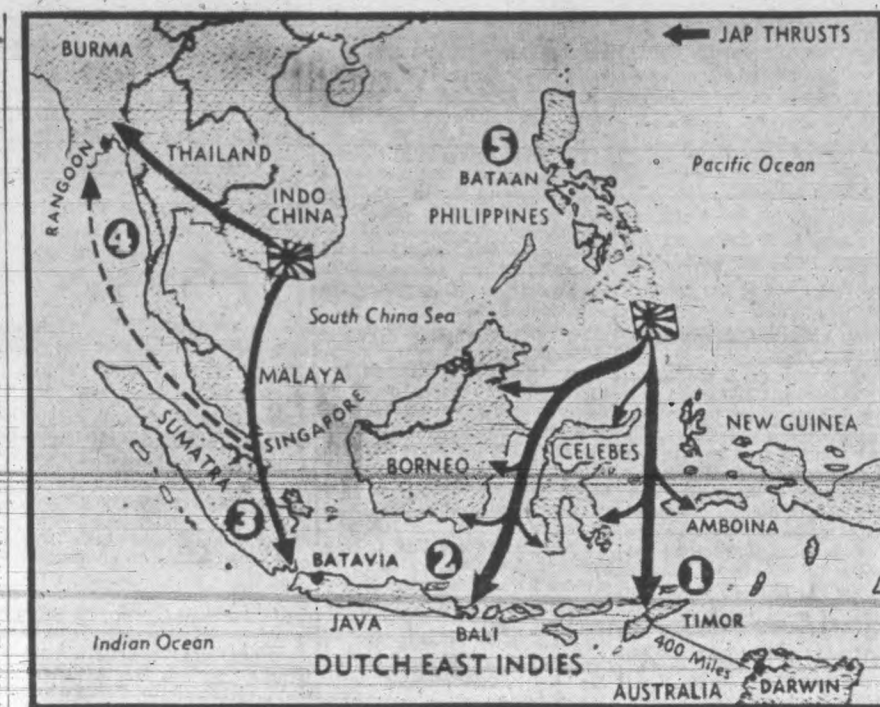 BURMA
JAP THRUSTS
THAILAND
RANGOON
INDO
CHINA
5
BATAAN
PHILIPPINES
Pacific Ocean
4
South China Sea
MALAYA
SINGAPORE
SUMATRA
BORNEO
CELEBES
NEW GUINEA
AMBOINA
3
BATAVIA
2
1
JAVA
BALI
TIMOR
Indian Ocean
400 Miles
DUTCH EAST INDIES
AUSTRALIA
DARWIN